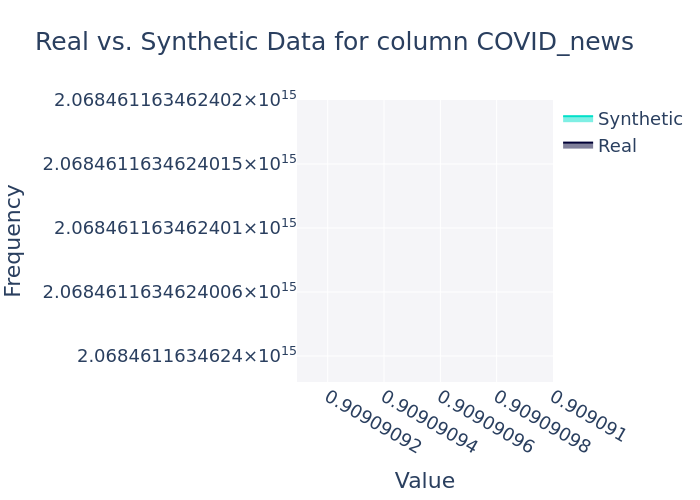 Real vs. Synthetic Data for column COVID_news
2.068461163462402×10¹⁵
2.0684611634624015×10¹⁵
2.068461163462401×10¹⁵
2.0684611634624006×10¹⁵
2.0684611634624×10¹⁵
Frequency
Synthetic
Real
0.90909092
0.90909094
0.90909096
0.90909098
0.909091
Value